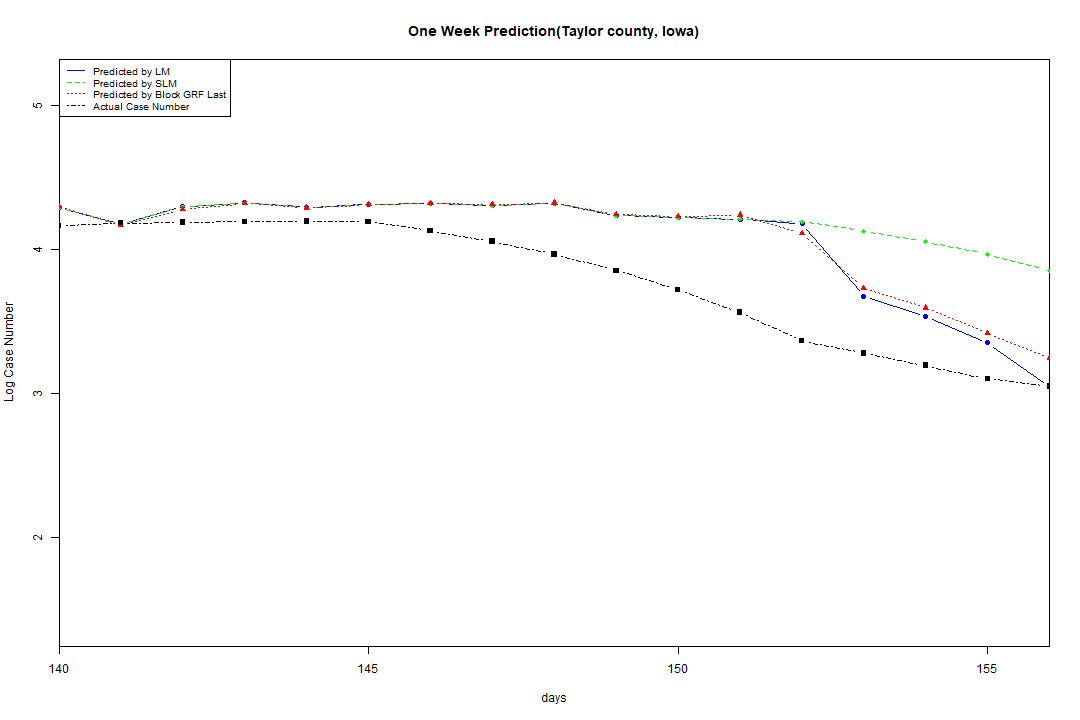 One Week Prediction(Taylor county, Iowa)
Predicted by LM
Predicted by SLM
Predicted by Block GRF Last
Actual Case Number
5
4
3
2
Log Case Number
140 145 150 155
days